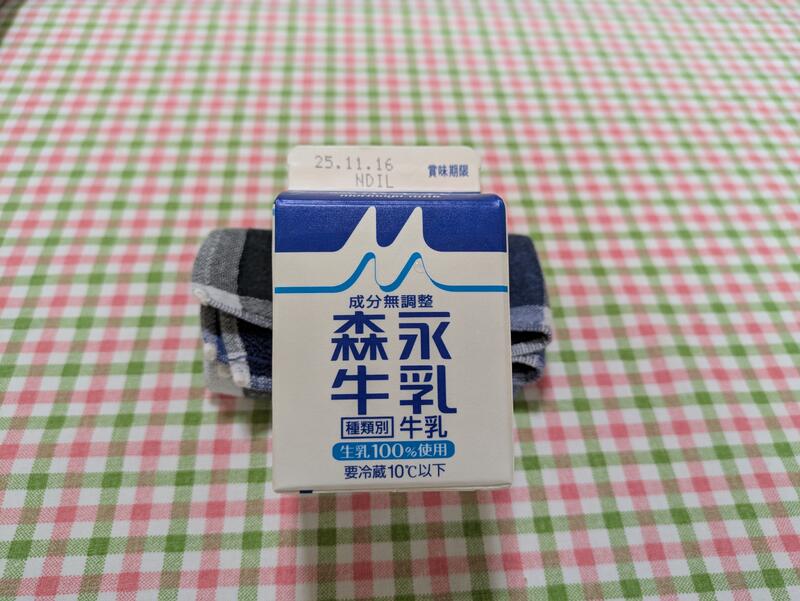 25.11.16 賞味期限
NDIL
成分無調整
森永
牛乳
種類別 牛乳
生乳100%使用
要冷蔵10℃以下